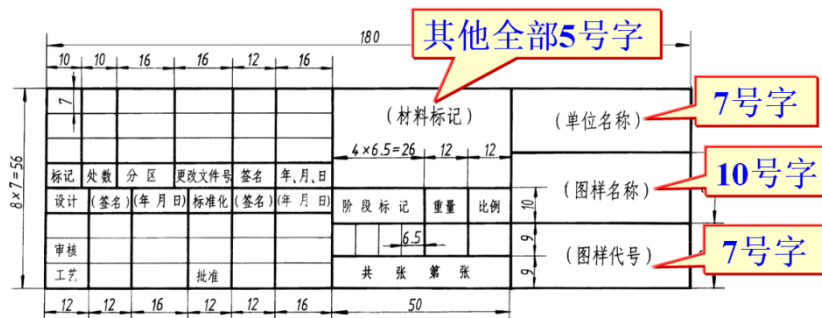 180
其他全部5号字
10 10 16 16 12 16
7
(材料标记)
(单位名称)
7号字
4×6.5=26 12 12
8×7=56
标记 处数 分区 更改文件号 签名 年、月、日
(图样名称)
10号字
设计 (签名) (年月日) 标准化 (签名) (年月日) 阶段标记 重量 比例 10
6.5 9
(图样代号)
7号字
审核
工艺 批准 共 张 第 张 9
12 12 16 12 12 16 50